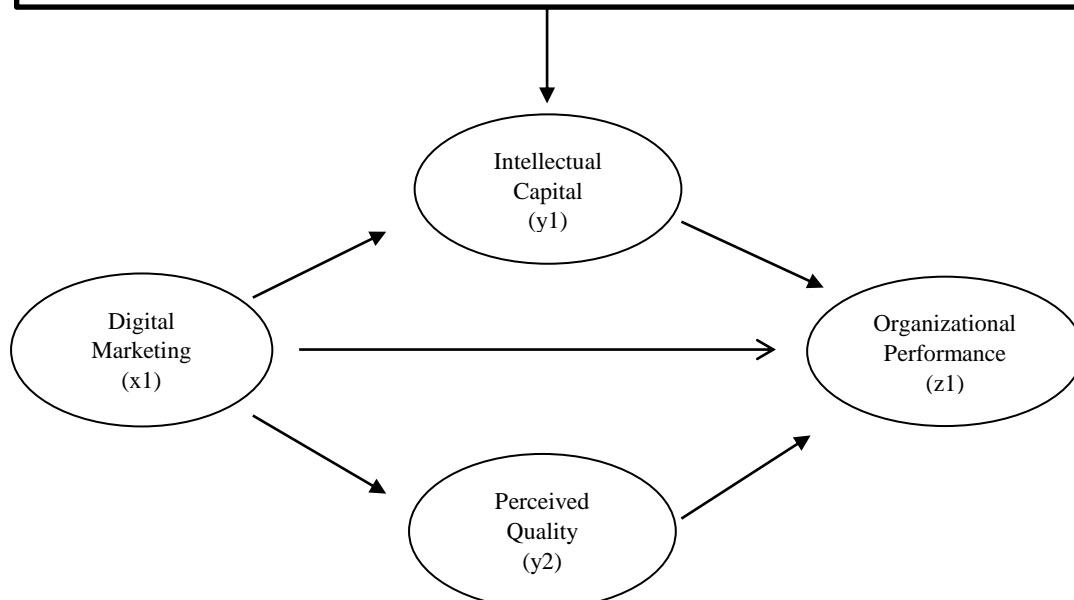 Intellectual
Capital
(y1)
Digital
Marketing
(x1)
Organizational
Performance
(z1)
Perceived
Quality
(y2)